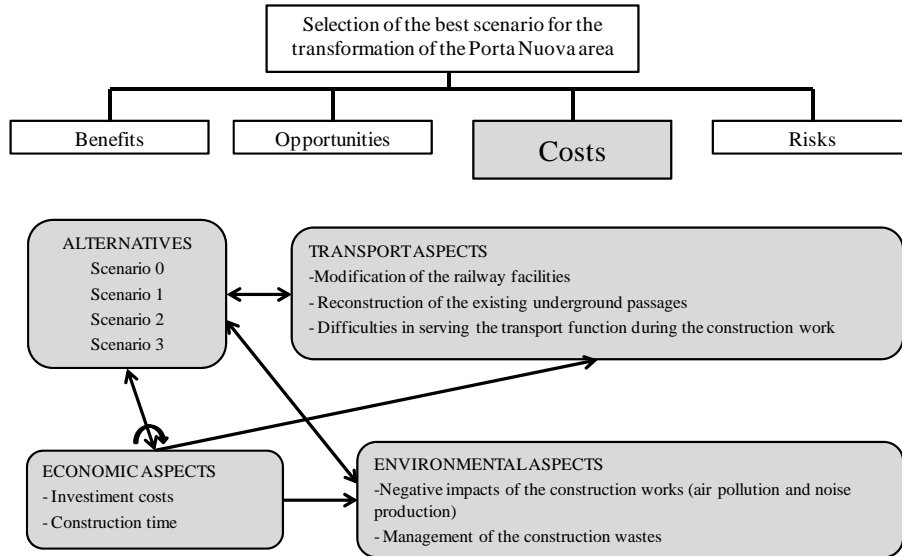 Selection of the best scenario for the
transformation of the Porta Nuova area
Benefits
Opportunities
Costs
Risks
ALTERNATIVES
Scenario 0
Scenario 1
Scenario 2
Scenario 3
TRANSPORT ASPECTS
-Modification of the railway facilities
- Reconstruction of the existing underground passages
- Difficulties in serving the transport function during the construction work
ECONOMIC ASPECTS
- Investiment costs
- Construction time
ENVIRONMENTAL ASPECTS
-Negative impacts of the construction works (air pollution and noise
production)
- Management of the construction wastes